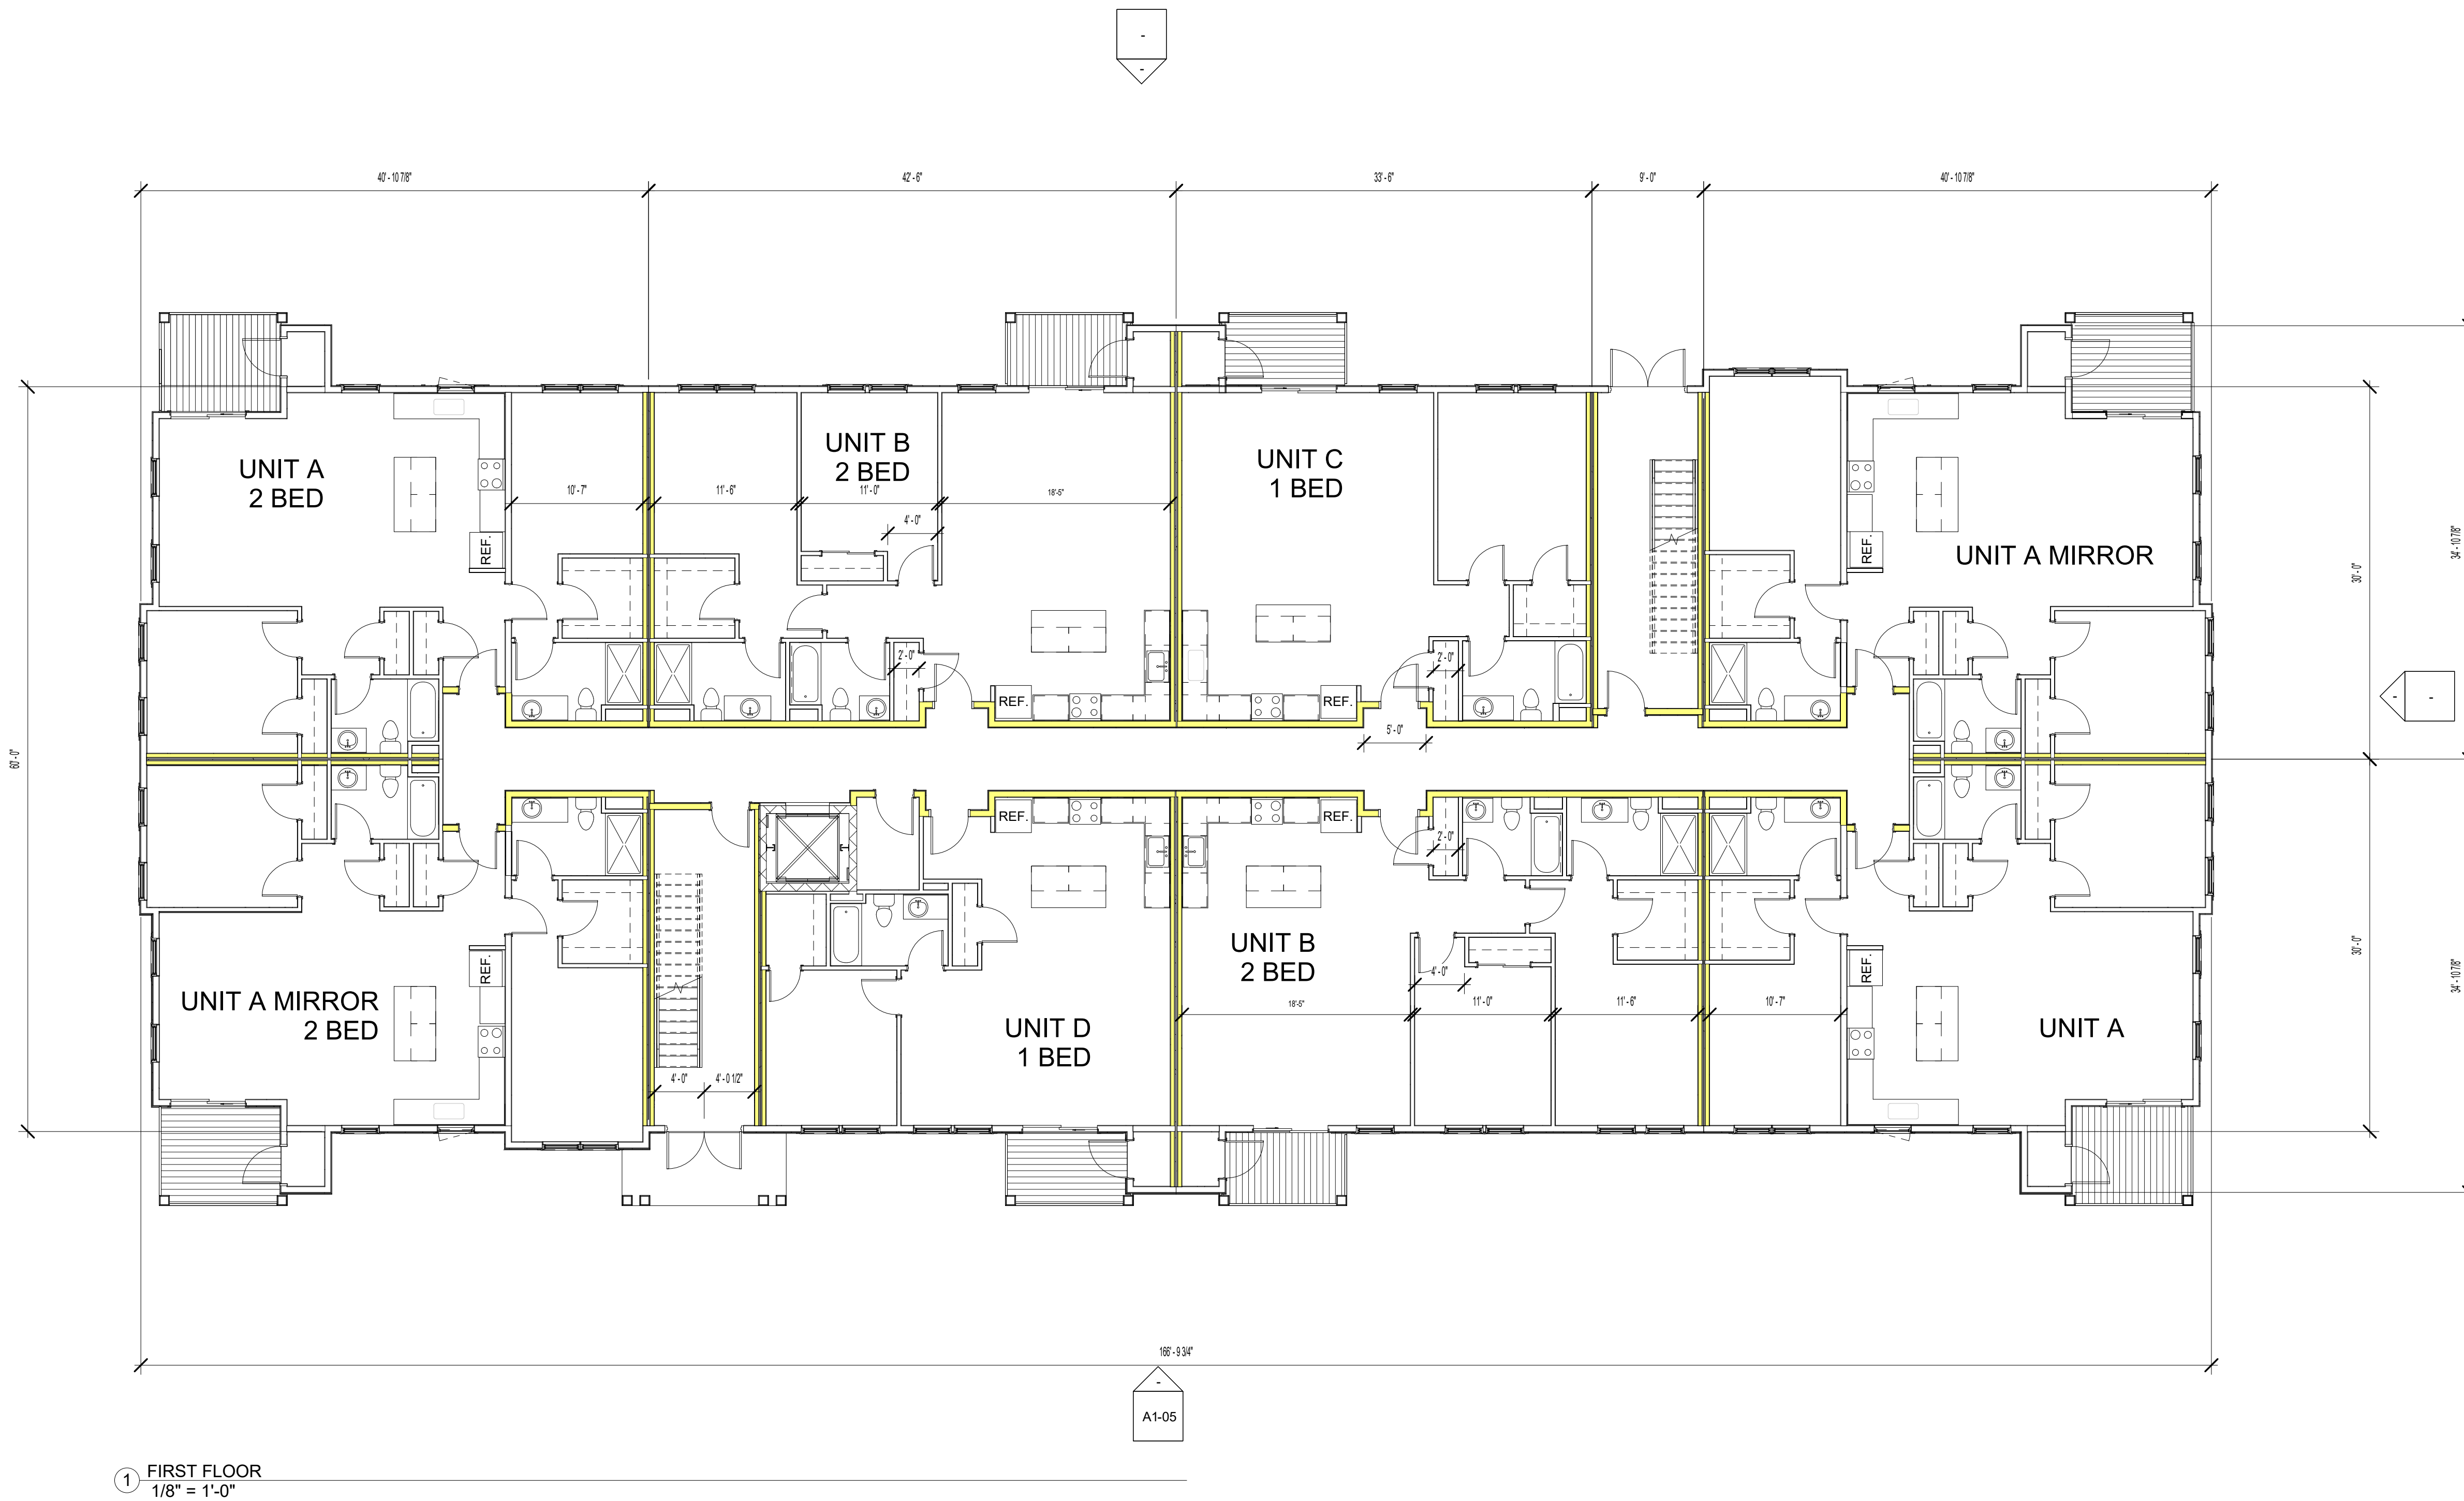 -
-
40' - 10 7/8"
42' - 6"
33' - 6"
9' - 0"
40' - 10 7/8"
UNIT A
2 BED
UNIT B
2 BED
UNIT C
1 BED
UNIT A MIRROR
10' - 7"
11' - 6"
11' - 0"
18'-5"
4' - 0"
REF.
REF.
34' - 10 7/8"
30' - 0"
2' - 0"
2' - 0"
REF.
REF.
5' - 0"
-
-
60' - 0"
REF.
REF.
2' - 0"
UNIT A MIRROR
2 BED
REF.
UNIT D
1 BED
UNIT B
2 BED
4' - 0"
18'-5"
11' - 0"
11' - 6"
10' - 7"
REF.
UNIT A
30' - 0"
34' - 10 7/8"
4' - 0"
4' - 0 1/2"
166' - 9 3/4"
-
A1-05
1 FIRST FLOOR
1/8" = 1'-0"